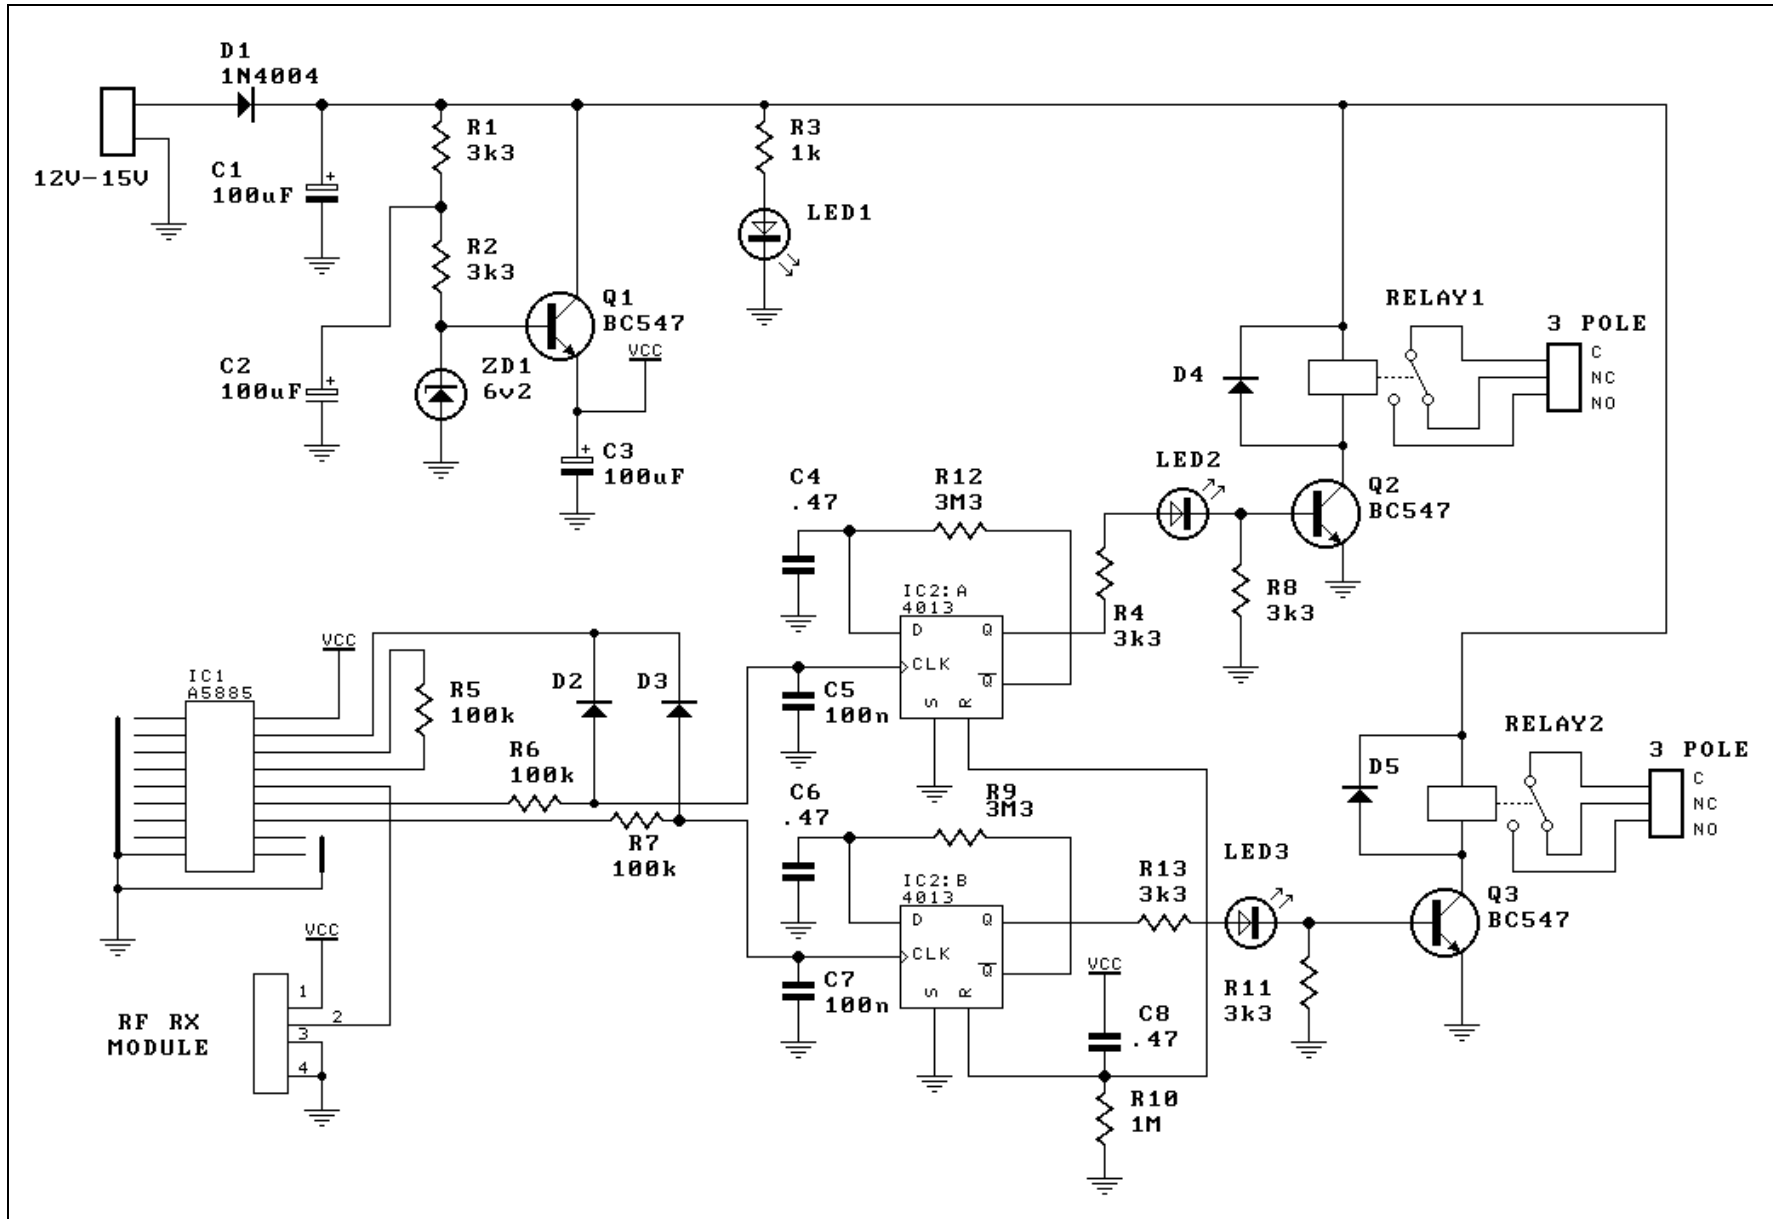 D1
1N4004
12V-15V
C1
100uF
R1
3k3
R2
3k3
R3
1k
LED1
Q1
BC547
VCC
C2
100uF
ZD1
6v2
C3
100uF
RELAY1
3 POLE
C
NC
NO
D4
LED2
Q2
BC547
C4
.47
R12
3M3
IC2:A
4013
D
Q
CLK
Q
S
R
R4
3k3
R8
3k3
VCC
IC1
A5885
R5
100k
D2
D3
R6
100k
R7
100k
C5
100n
C6
.47
R9
3M3
RELAY2
3 POLE
C
NC
NO
D5
LED3
R13
3k3
Q3
BC547
IC2:B
4013
D
Q
CLK
Q
S
R
C7
100n
VCC
C8
.47
R11
3k3
R10
1M
VCC
RF RX
MODULE
1
2
3
4